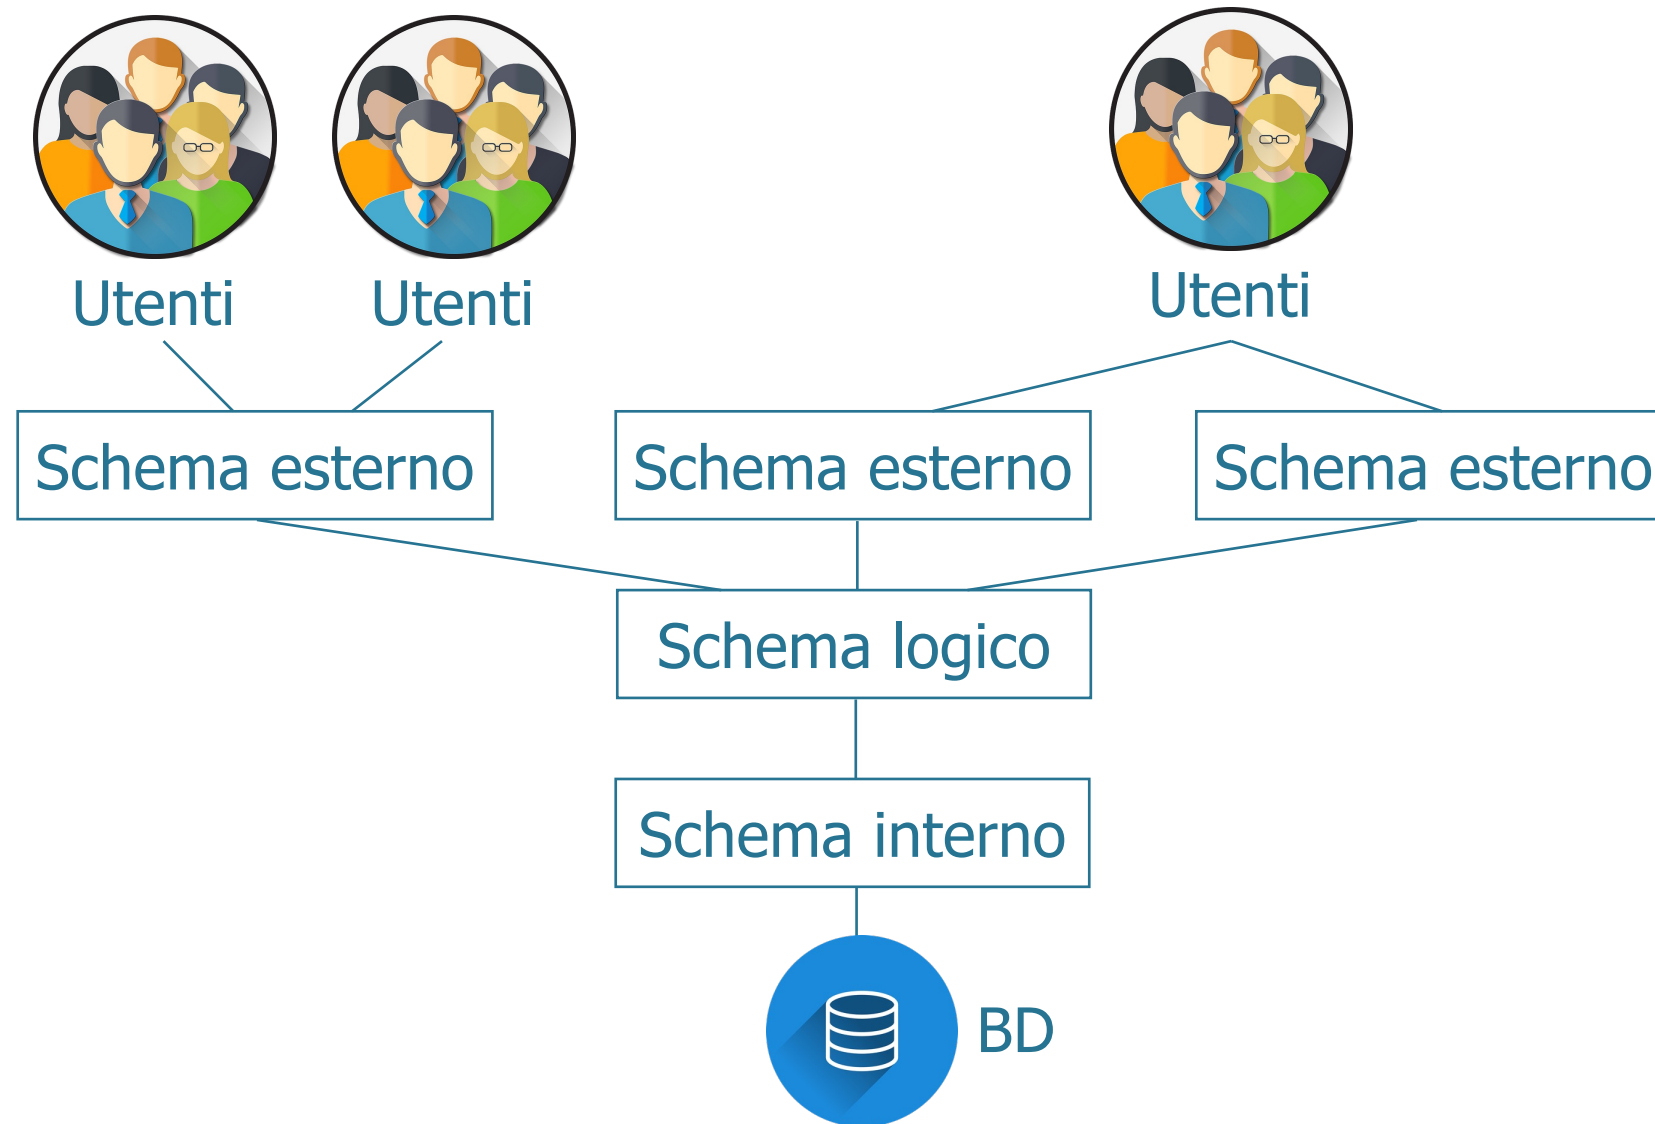 Utenti
Utenti
Utenti
Schema esterno
Schema esterno
Schema esterno
Schema logico
Schema interno
BD